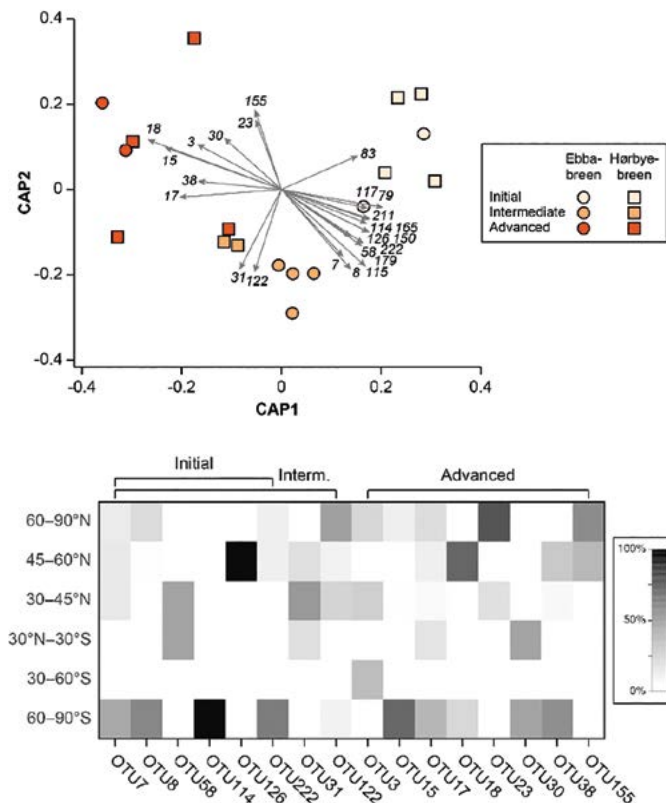 0.4
0.2
0
-0.2
-0.4
CAP2
-0.4
-0.2
0
0.2
0.4
CAP1
155
23
18
30
3
15
38
17
83
117 79
211
114 165
126 150
58 222
7
179
8 115
31 122
Ebba-
breen
Hørbye-
breen
Initial
Intermediate
Advanced
Initial
Interm.
Advanced
60–90°N
45–60°N
30–45°N
30°N–30°S
30–60°S
60–90°S
100%
50%
0%
OTU7
OTU8
OTU58
OTU114
OTU126
OTU222
OTU31
OTU122
OTU3
OTU15
OTU17
OTU18
OTU23
OTU30
OTU38
OTU155